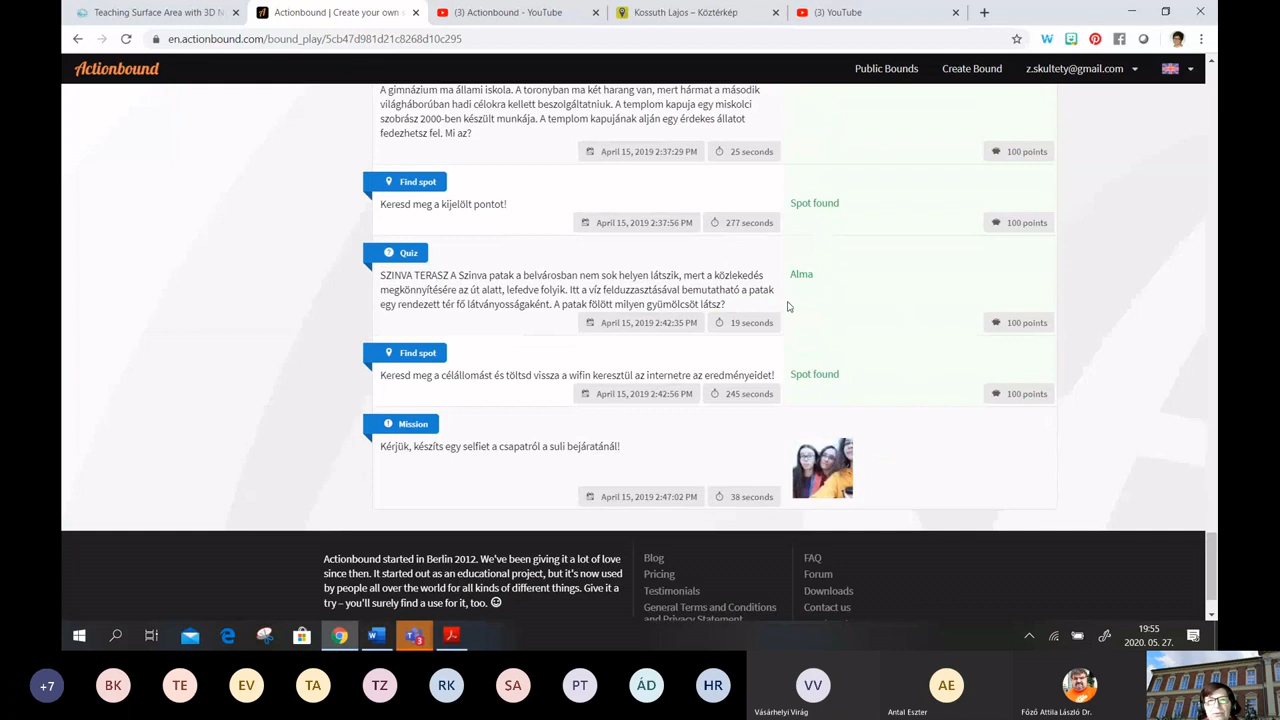 Teaching Surface Area with 3D N
Actionbound | Create your own
(3) Actionbound - YouTube
Kossuth Lajos – Köztérkép
(3) YouTube
en.actionbound.com/bound_play/5cb47d981d21c8268d10c295
Actionbound
Public Bounds
Create Bound
z.skultety@gmail.com
A gimnázium ma állami iskola. A toronyban ma két harang van, mert hármat a második
világháborúban hadi célokra kellett beszolgáltatniuk. A templom kapuja egy miskolci
szobrász 2000-ben készült munkája. A templom kapujának alján egy érdekes állatot
fedezhetsz fel. Mi az?
April 15, 2019 2:37:29 PM
25 seconds
100 points
Find spot
Keresd meg a kijelölt pontot!
Spot found
April 15, 2019 2:37:56 PM
277 seconds
100 points
Quiz
SZINVA TERASZ A Szinva patak a belvárosban nem sok helyen látszik, mert a közlekedés
megkönnyítésére az út alatt, lefedve folyik. Itt a víz felduzzasztásával bemutatható a patak
egy rendezett tér fő látványosságaként. A patak fölött milyen gyümölcsöt látsz?
Alma
April 15, 2019 2:42:35 PM
19 seconds
100 points
Find spot
Keresd meg a célállomást és töltsd vissza a wifin keresztül az internetre az eredményeidet!
Spot found
April 15, 2019 2:42:56 PM
245 seconds
100 points
Mission
Kérjük, készíts egy selfiet a csapatról a suli bejáratánál!
April 15, 2019 2:47:02 PM
38 seconds
Actionbound started in Berlin 2012. We've been giving it a lot of love
since then. It started out as an educational project, but it's now used
by people all over the world for all kinds of different things. Give it a
try – you'll surely find a use for it, too.
Blog
Pricing
Testimonials
General Terms and Conditions
and Privacy Statement
FAQ
Forum
Downloads
Contact us
19:55
2020. 05. 27.
+7
BK
TE
EV
TA
TZ
RK
SA
PT
ÁD
HR
VV
AE
Vásárhelyi Virág
Antal Eszter
Főző Attila László Dr.